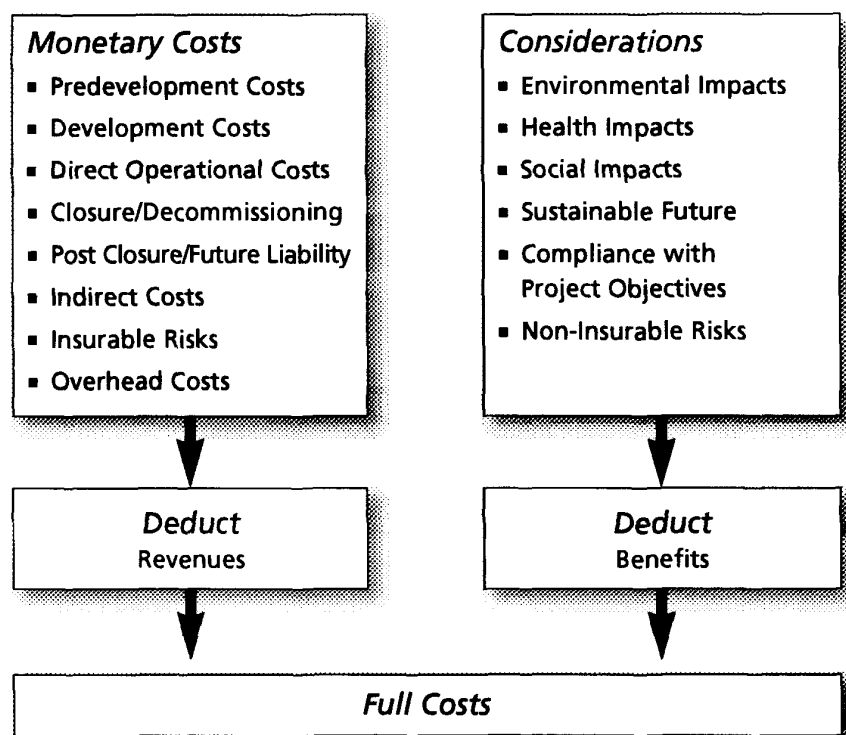 Monetary Costs
▪ Predevelopment Costs
▪ Development Costs
▪ Direct Operational Costs
▪ Closure/Decommissioning
▪ Post Closure/Future Liability
▪ Indirect Costs
▪ Insurable Risks
▪ Overhead Costs
Considerations
▪ Environmental Impacts
▪ Health Impacts
▪ Social Impacts
▪ Sustainable Future
▪ Compliance with
Project Objectives
▪ Non-Insurable Risks
Deduct
Revenues
Deduct
Benefits
Full Costs